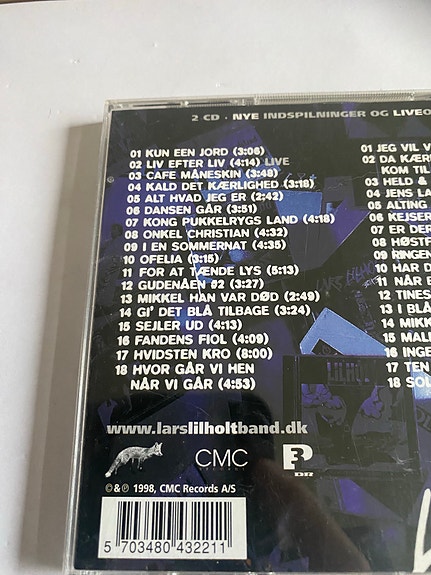 2 CD · NYE INDSPILNINGER OG LIVEO
01 KUN EEN JORD (3:06)
02 LIV EFTER LIV (4:14) LIVE
03 CAFE MÅNESKIN (3:48)
04 KALD DET KÆRLIGHED (3:18)
05 ALT HVAD JEG ER (2:42)
06 DANSEN GÅR (3:51)
07 KONG PUKKELRYGS LAND (4:18)
08 ONKEL CHRISTIAN (4:32)
09 I EN SOMMERNAT (4:35)
10 OFELIA (3:15)
11 FOR AT TÆNDE LYS (5:13)
12 GUDENÅEN #2 (3:27)
13 MIKKEL HAN VAR DØD (2:49)
14 GI' DET BLÅ TILBAGE (3:24)
15 SEJLER UD (4:13)
16 FANDENS FIOL (4:09)
17 HVIDSTEN KRO (8:00)
18 HVOR GÅR VI HEN
NÅR VI GÅR (4:53)
01 JEG VIL V
02 DA KÆRS
KOM TIL
03 HELD &
04 JENS LA
05 ALTING
06 KEJSER
07 ER DER
08 HØSTF
09 RINGEN
10 HAR D
11 NÅR E
12 TINES
13 I BLÅ
14 MIKK
15 MALI
16 INGE
17 TEN
18 SOL
www.larslilholtband.dk
CMC
RECORDS
P3
DR
©&℗ 1998, CMC Records A/S
5 703480 432211